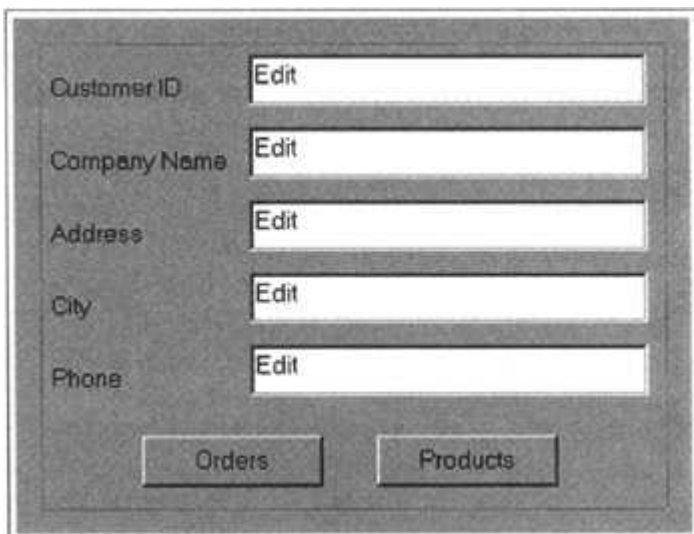 Customer ID Edit
Company Name Edit
Address Edit
City Edit
Phone Edit
Orders Products